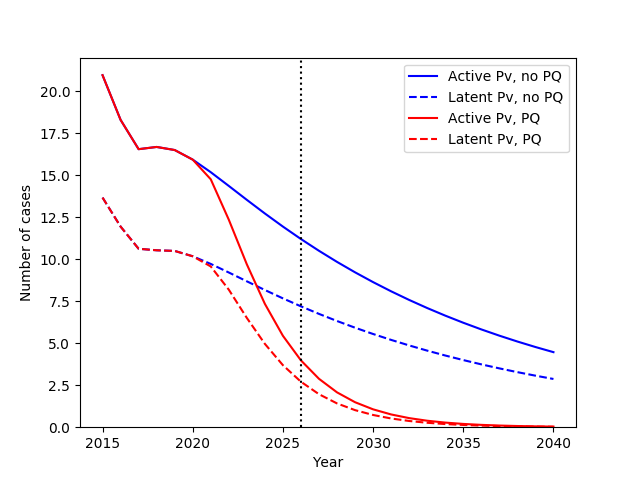 20.0
17.5
15.0
12.5
10.0
7.5
5.0
2.5
0.0
Number of cases
Active Pv, no PQ
Latent Pv, no PQ
Active Pv, PQ
Latent Pv, PQ
2015 2020 2025 2030 2035 2040
Year